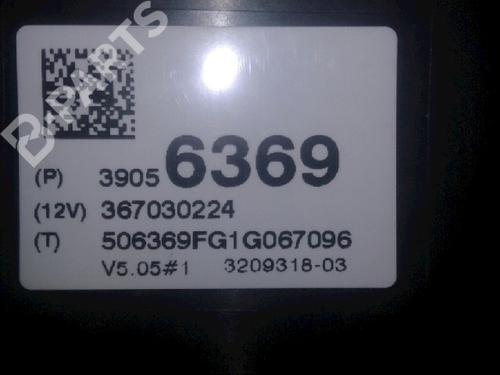 B-PARTS
(P) 3905 6369
(12V) 367030224
(T) 506369FG1G067096
V5.05#1 3209318-03